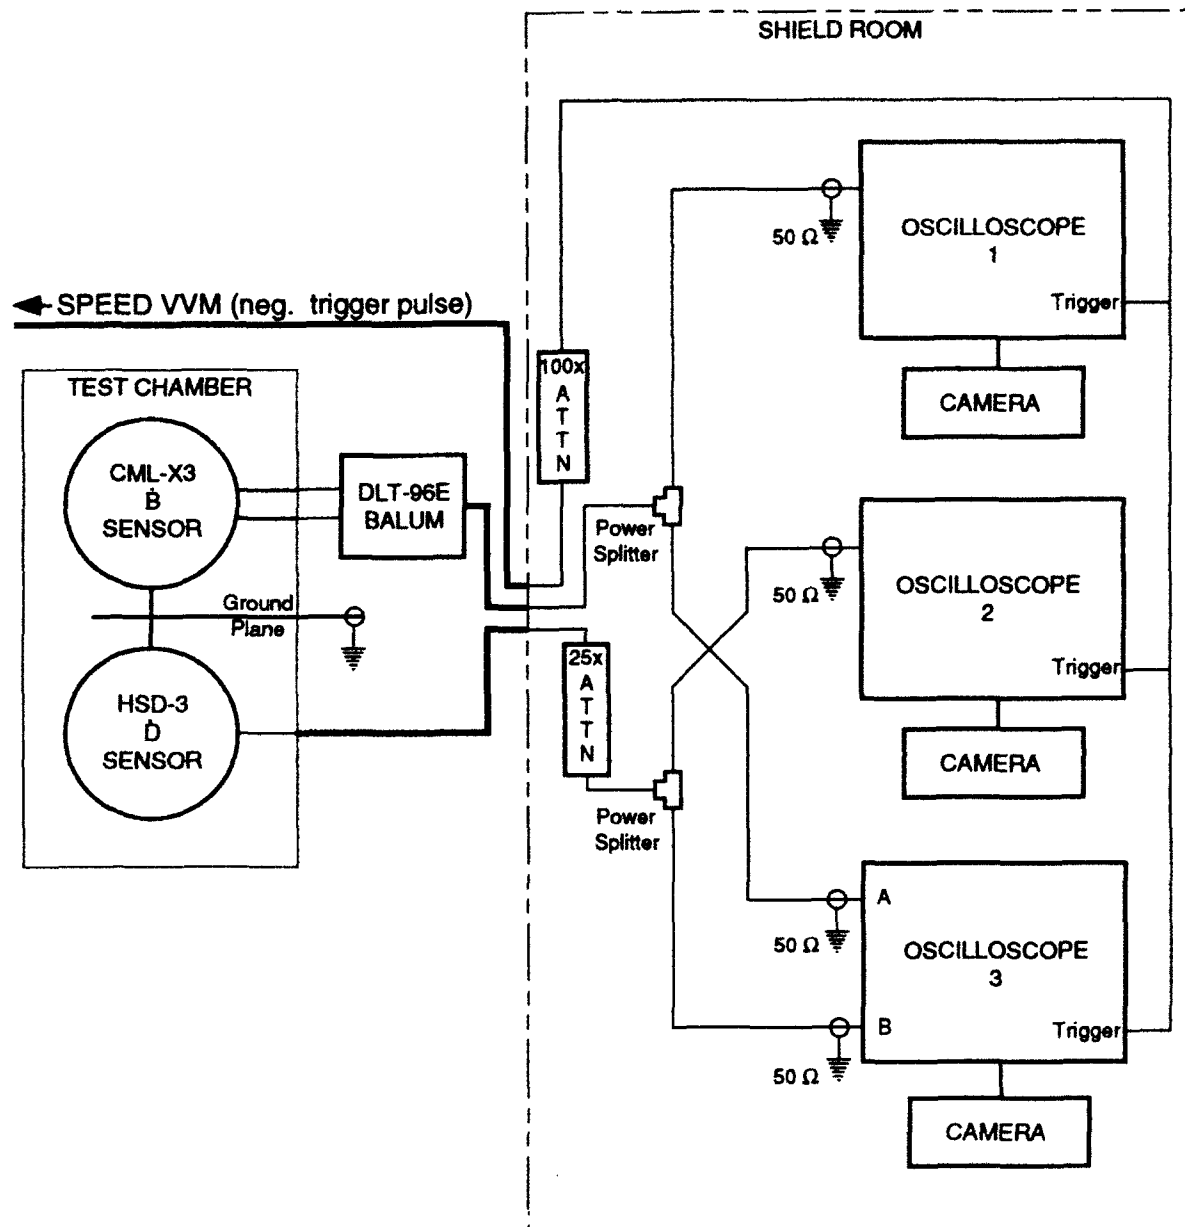 SHIELD ROOM
OSCILLOSCOPE
1
50 Ω
Trigger
SPEED VVM (neg. trigger pulse)
100x
A
T
T
N
TEST CHAMBER
CAMERA
CML-X3
Ḃ
SENSOR
DLT-96E
BALUM
Power
Splitter
OSCILLOSCOPE
2
50 Ω
Trigger
Ground
Plane
25x
A
T
T
N
HSD-3
Ḋ
SENSOR
CAMERA
Power
Splitter
A
50 Ω
OSCILLOSCOPE
3
B
Trigger
50 Ω
CAMERA